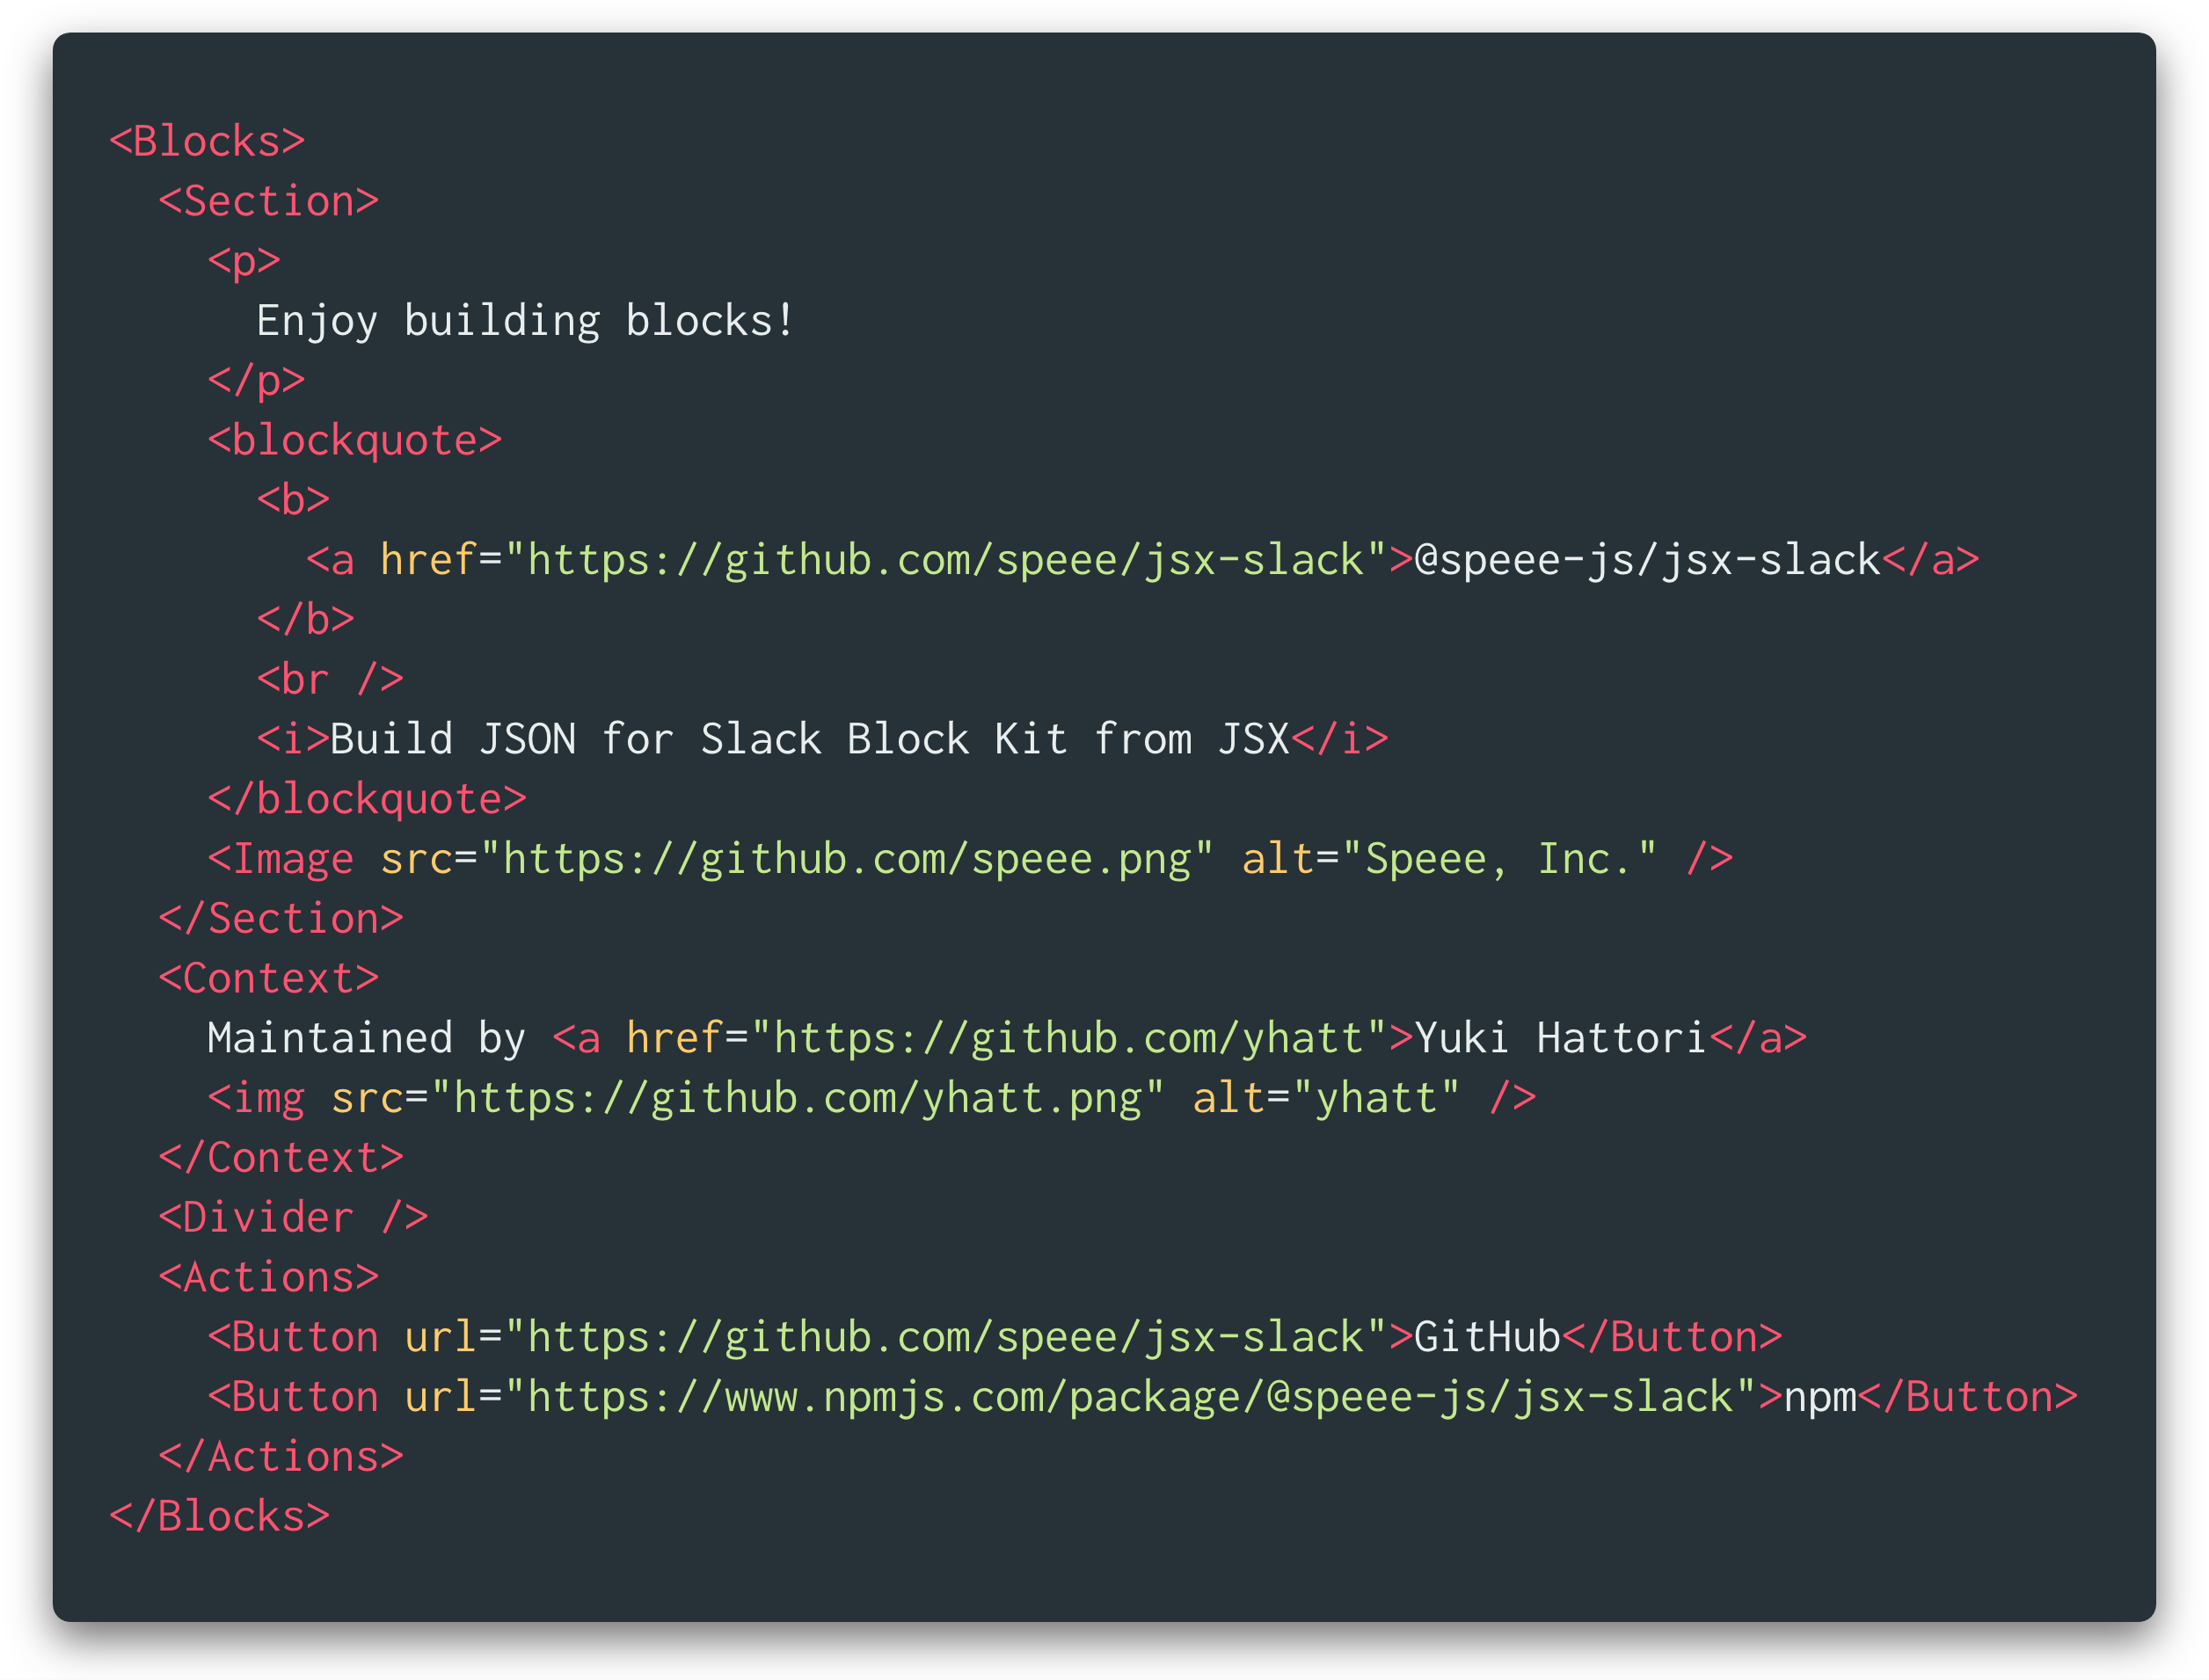 <Blocks>
  <Section>
    <p>
      Enjoy building blocks!
    </p>
    <blockquote>
      <b>
        <a href="https://github.com/speee/jsx-slack">@speee-js/jsx-slack</a>
      </b>
      <br />
      <i>Build JSON for Slack Block Kit from JSX</i>
    </blockquote>
    <Image src="https://github.com/speee.png" alt="Speee, Inc." />
  </Section>
  <Context>
    Maintained by <a href="https://github.com/yhatt">Yuki Hattori</a>
    <img src="https://github.com/yhatt.png" alt="yhatt" />
  </Context>
  <Divider />
  <Actions>
    <Button url="https://github.com/speee/jsx-slack">GitHub</Button>
    <Button url="https://www.npmjs.com/package/@speee-js/jsx-slack">npm</Button>
  </Actions>
</Blocks>